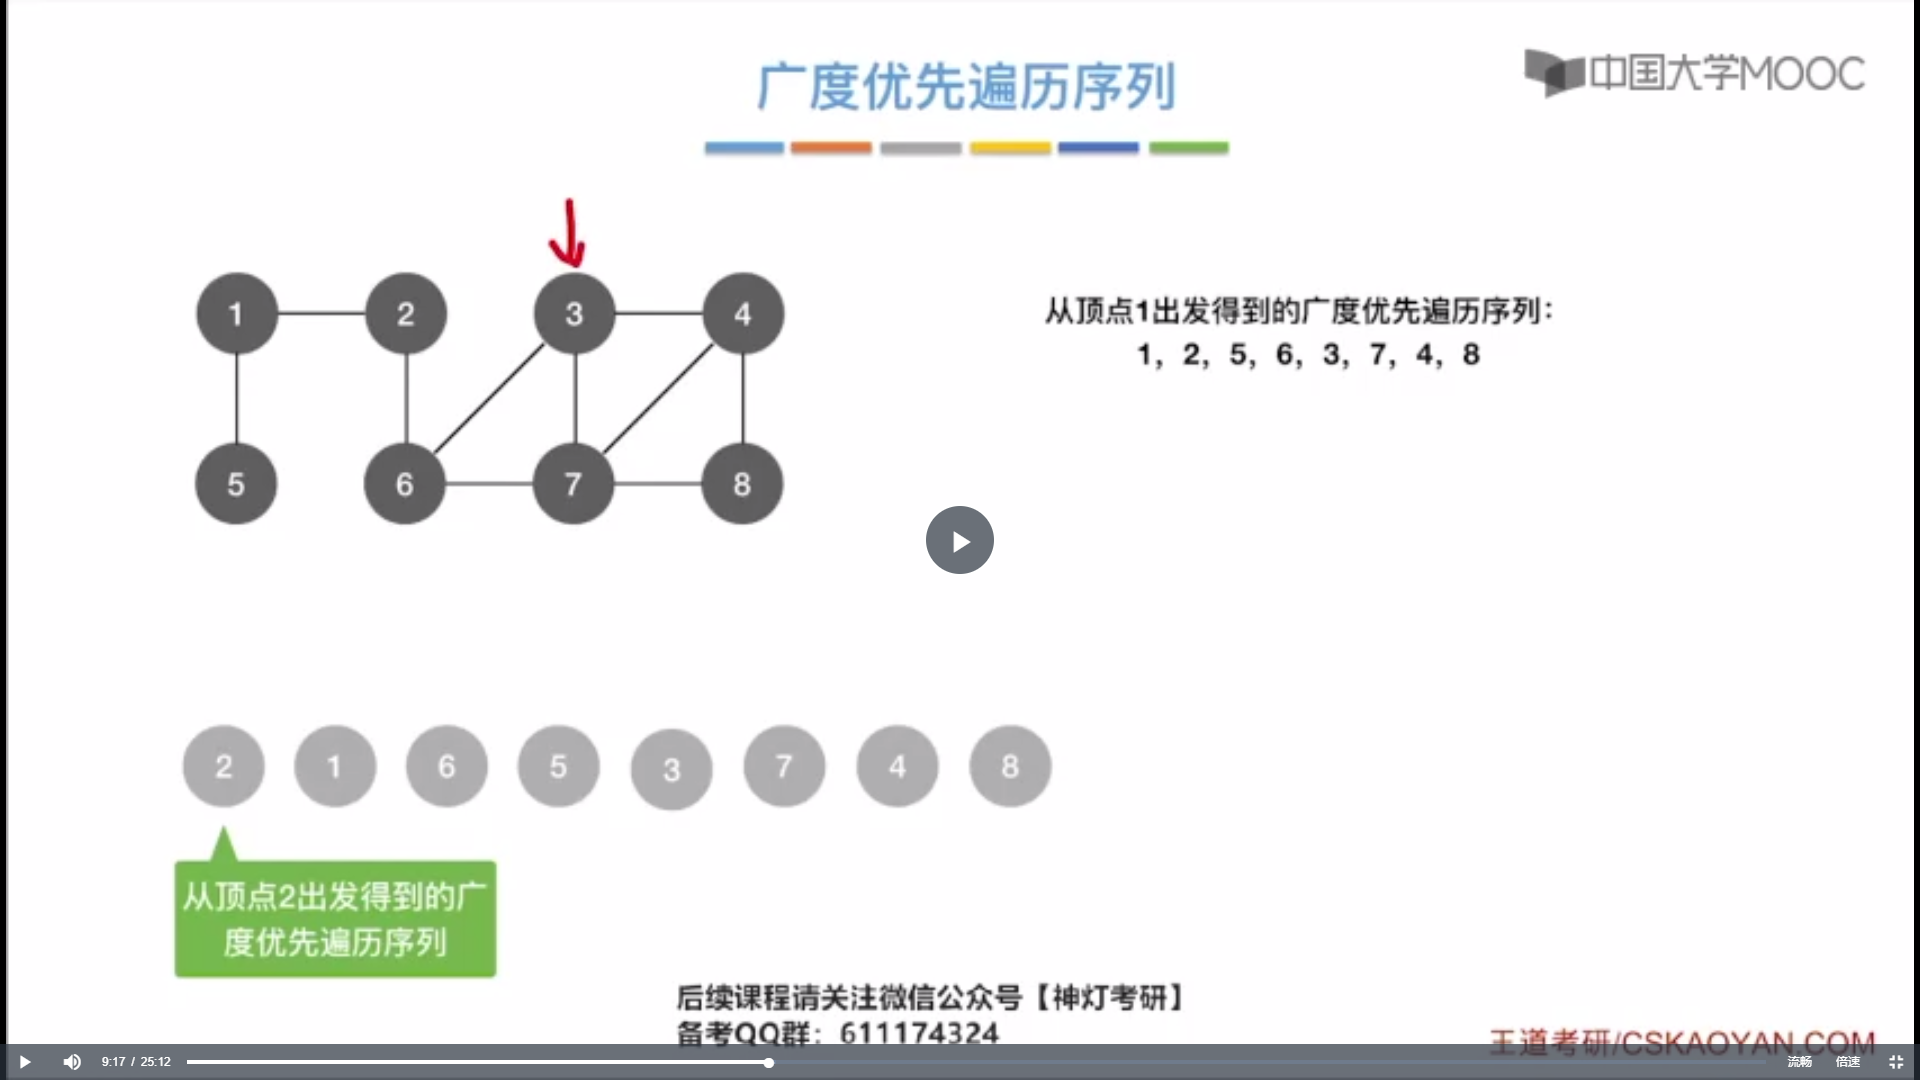 广度优先遍历序列
中国大学MOOC
1 2 3 4
5 6 7 8
从顶点1出发得到的广度优先遍历序列：
1，2，5，6，3，7，4，8
2 1 6 5 3 7 4 8
从顶点2出发得到的广
度优先遍历序列
后续课程请关注微信公众号【神灯考研】
备考QQ群：611174324
王道考研/CSKAOYAN.COM
9:17 / 25:12
流畅 倍速